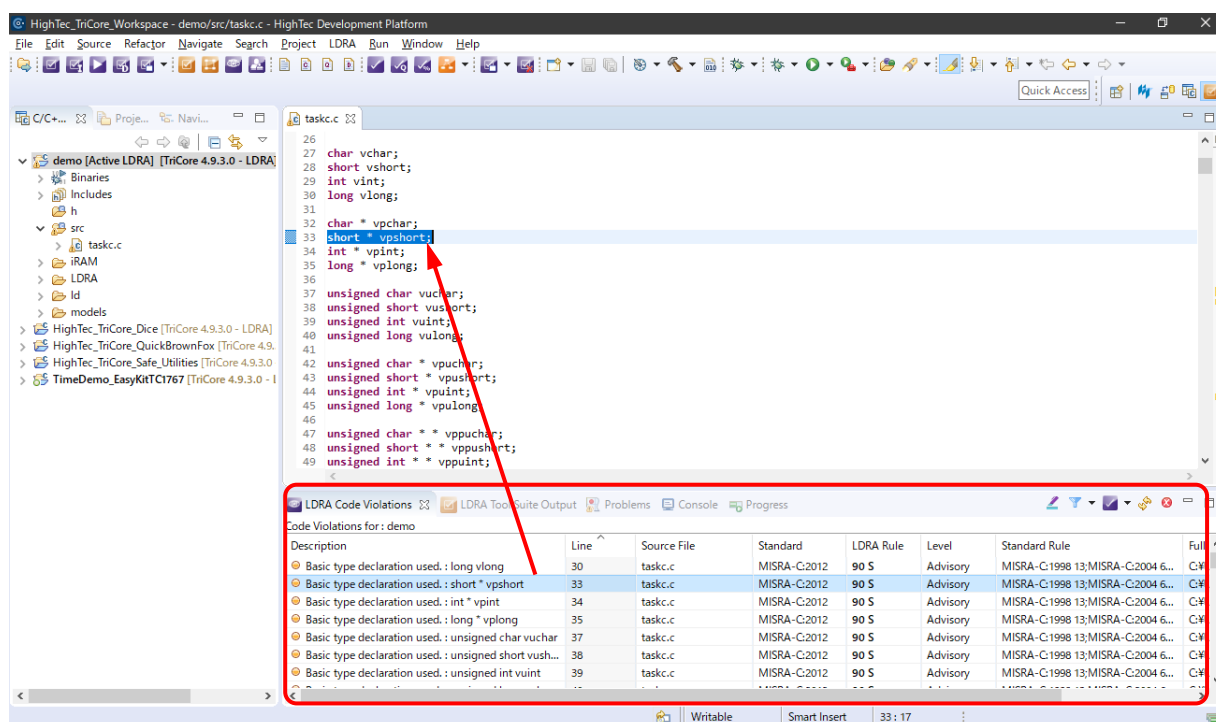 HighTec_TriCore_Workspace - demo/src/taskc.c - HighTec Development Platform
File Edit Source Refactor Navigate Search Project LDRA Run Window Help
Quick Access
C/C+... Proje... Navi...
demo [Active LDRA] [TriCore 4.9.3.0 - LDRA]
Binaries
Includes
h
src
taskc.c
iRAM
LDRA
ld
models
HighTec_TriCore_Dice [TriCore 4.9.3.0 - LDRA]
HighTec_TriCore_QuickBrownFox [TriCore 4.9.
HighTec_TriCore_Safe_Utilities [TriCore 4.9.3.0
TimeDemo_EasyKitTC1767 [TriCore 4.9.3.0 -
taskc.c
26
27 char vchar;
28 short vshort;
29 int vint;
30 long vlong;
31
32 char * vpchar;
33 short * vpshort;
34 int * vpint;
35 long * vplong;
36
37 unsigned char vuchar;
38 unsigned short vushort;
39 unsigned int vuint;
40 unsigned long vulong;
41
42 unsigned char * vpuchar;
43 unsigned short * vpushort;
44 unsigned int * vpuint;
45 unsigned long * vpulong;
46
47 unsigned char * * vppuchar;
48 unsigned short * * vppushort;
49 unsigned int * * vppuint;
LDRA Code Violations LDRA Tool Suite Output Problems Console Progress
Code Violations for : demo
Description Line Source File Standard LDRA Rule Level Standard Rule Full
Basic type declaration used. : long vlong 30 taskc.c MISRA-C:2012 90 S Advisory MISRA-C:1998 13;MISRA-C:2004 6... C:¥
Basic type declaration used. : short * vpshort 33 taskc.c MISRA-C:2012 90 S Advisory MISRA-C:1998 13;MISRA-C:2004 6... C:¥
Basic type declaration used. : int * vpint 34 taskc.c MISRA-C:2012 90 S Advisory MISRA-C:1998 13;MISRA-C:2004 6... C:¥
Basic type declaration used. : long * vplong 35 taskc.c MISRA-C:2012 90 S Advisory MISRA-C:1998 13;MISRA-C:2004 6... C:¥
Basic type declaration used. : unsigned char vuchar 37 taskc.c MISRA-C:2012 90 S Advisory MISRA-C:1998 13;MISRA-C:2004 6... C:¥
Basic type declaration used. : unsigned short vush... 38 taskc.c MISRA-C:2012 90 S Advisory MISRA-C:1998 13;MISRA-C:2004 6... C:¥
Basic type declaration used. : unsigned int vuint 39 taskc.c MISRA-C:2012 90 S Advisory MISRA-C:1998 13;MISRA-C:2004 6... C:¥
Writable Smart Insert 33 : 17